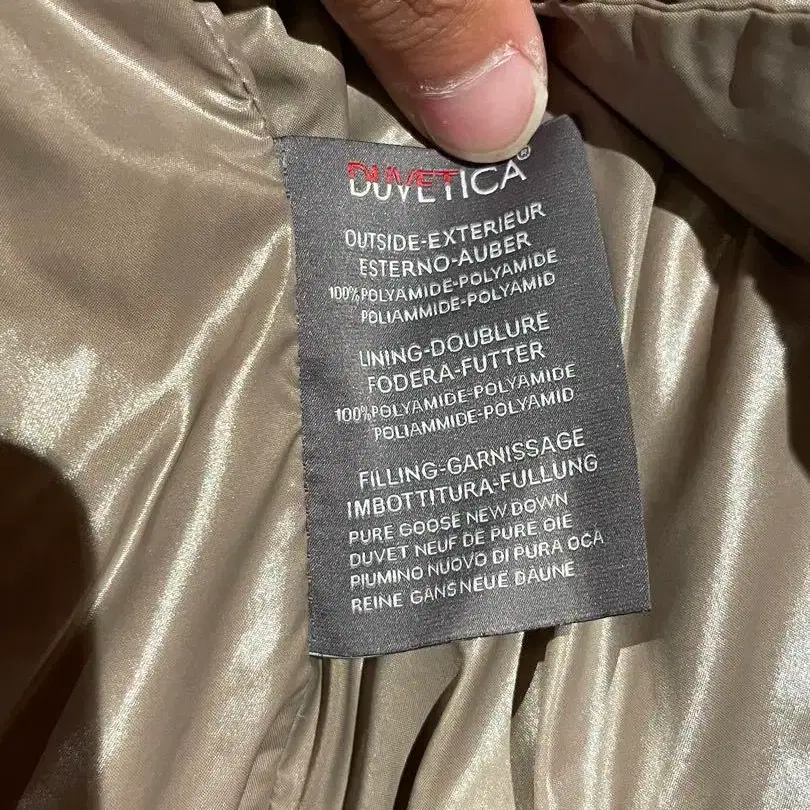 DUVETICA®
OUTSIDE-EXTERIEUR
ESTERNO-AUBER
100%POLYAMIDE-POLYAMIDE
POLIAMMIDE-POLYAMID
LINING-DOUBLURE
FODERA-FUTTER
100%POLYAMIDE-POLYAMIDE
POLIAMMIDE-POLYAMID
FILLING-GARNISSAGE
IMBOTTITURA-FULLUNG
PURE GOOSE NEW DOWN
DUVET NEUF DE PURE OIE
PIUMINO NUOVO DI PURA OCA
REINE GANSNEUE DAUNE